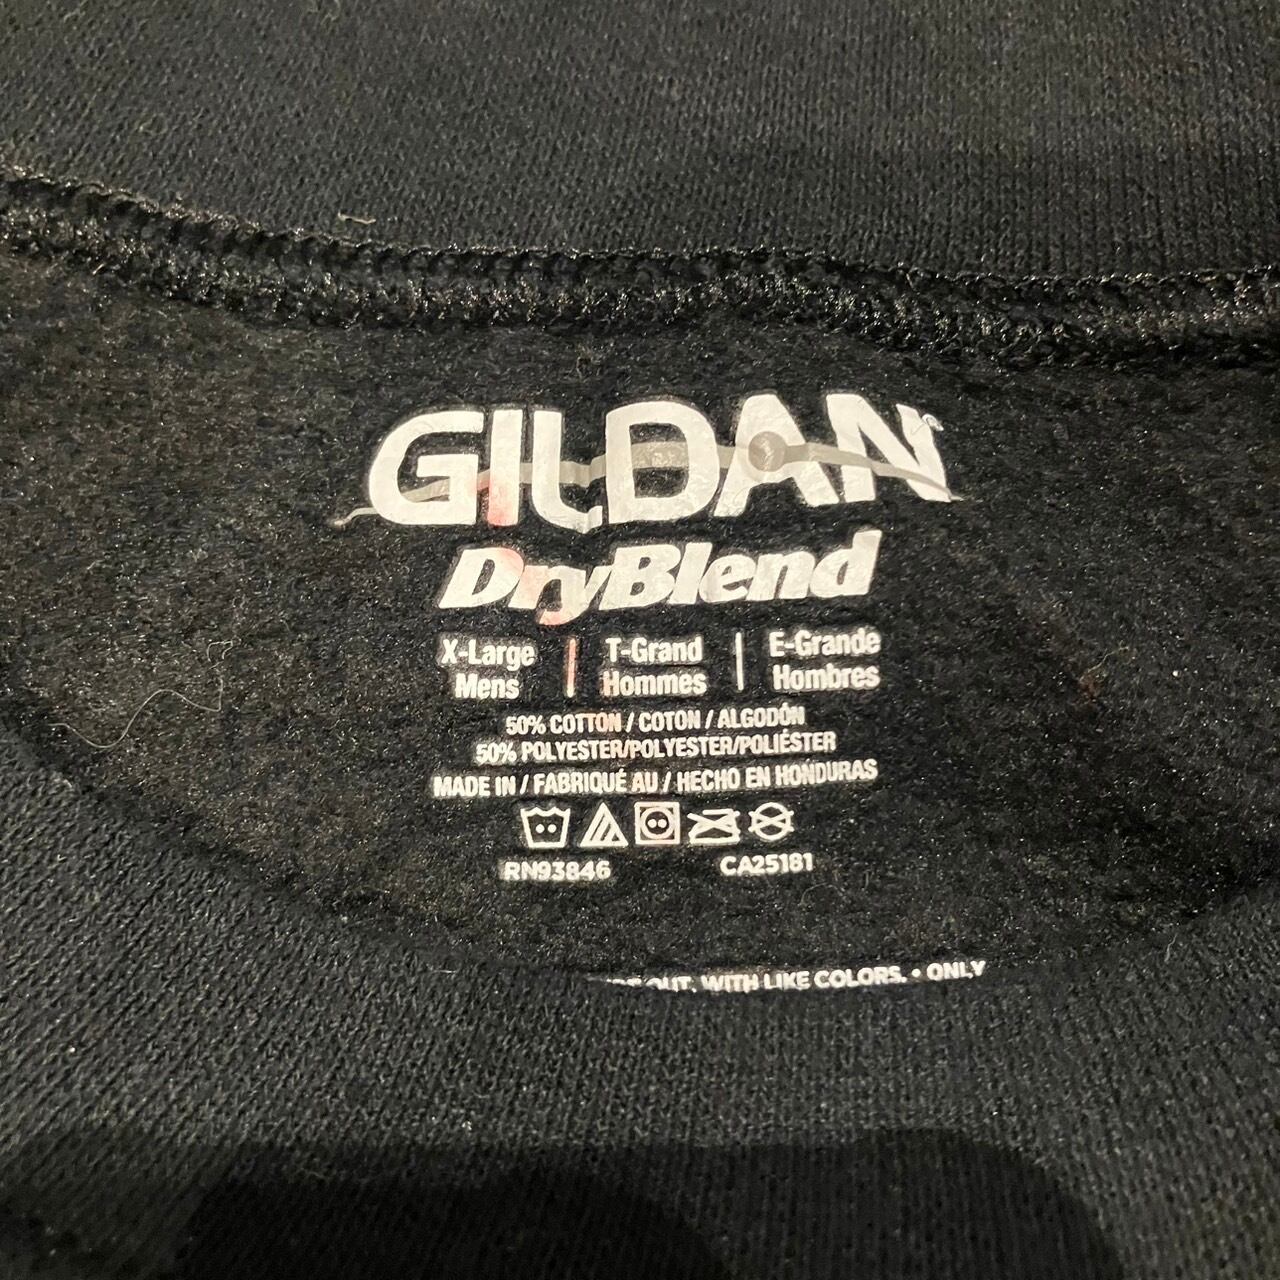 GILDAN
DryBlend
X-Large | T-Grand | E-Grande
Mens | Hommes | Hombres
50% COTTON / COTON / ALGODÓN
50% POLYESTER/POLYESTER/POLIÉSTER
MADE IN / FABRIQUÉ AU / HECHO EN HONDURAS
RN93846 CA25181
OUT. WITH LIKE COLORS. • ONLY